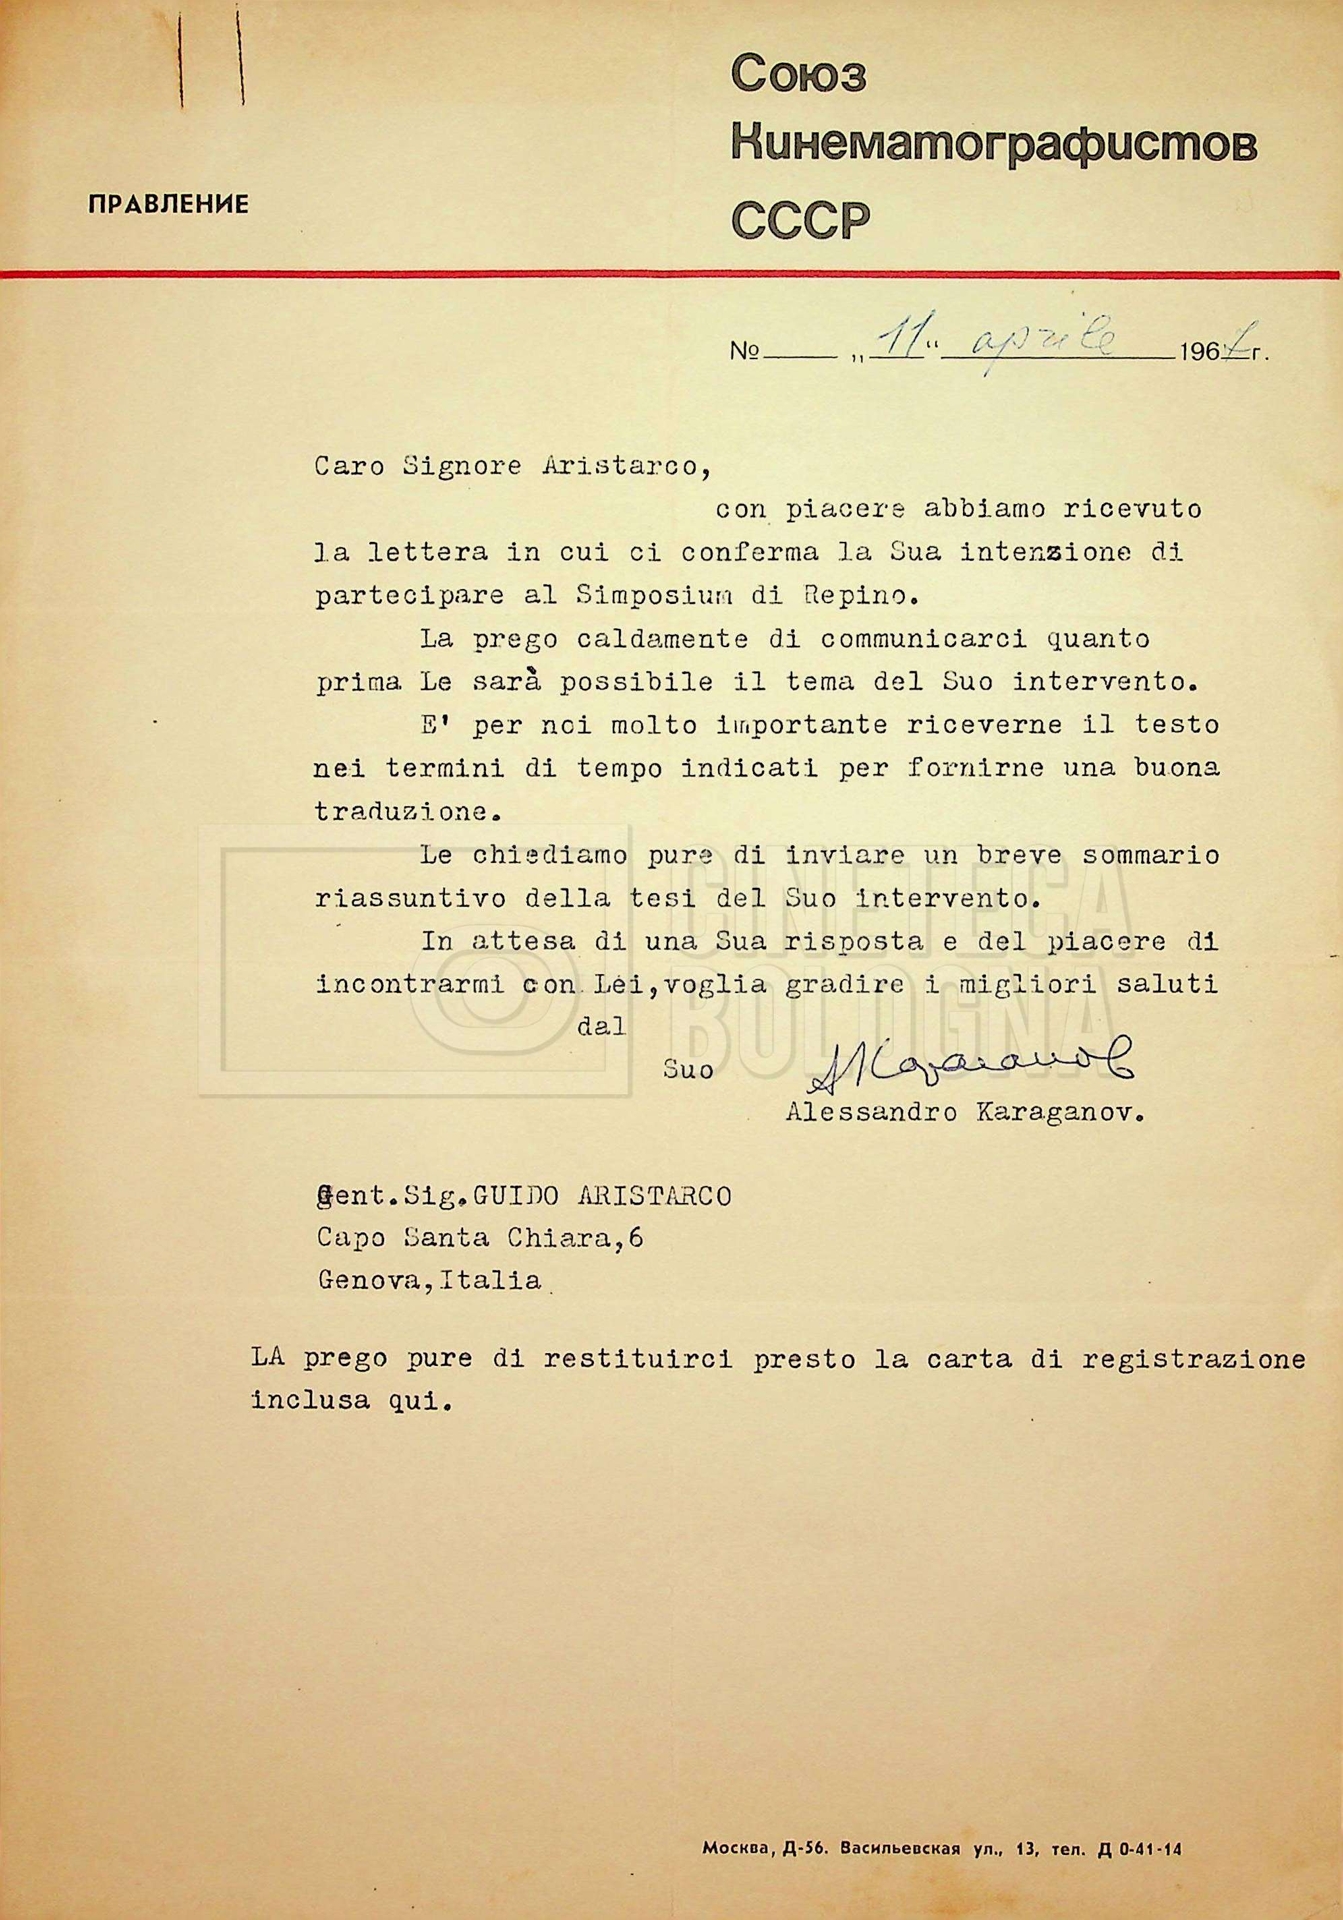 Союз
Кинематографистов
СССР
ПРАВЛЕНИЕ
№ „ 11 “ aprile 1967 г.
Caro Signore Aristarco,
con piacere abbiamo ricevuto
la lettera in cui ci conferma la Sua intenzione di
partecipare al Simposium di Repino.
La prego caldamente di communicarci quanto
prima Le sarà possibile il tema del Suo intervento.
E' per noi molto importante riceverne il testo
nei termini di tempo indicati per fornirne una buona
traduzione.
Le chiediamo pure di inviare un breve sommario
riassuntivo della tesi del Suo intervento.
In attesa di una Sua risposta e del piacere di
incontrarmi con Lei,voglia gradire i migliori saluti
dal
Suo АКараганов
Alessandro Karaganov.
Gent.Sig.GUIDO ARISTARCO
Capo Santa Chiara,6
Genova,Italia.
LA prego pure di restituirci presto la carta di registrazione
inclusa qui.
CINETECA
BOLOGNA
Москва, Д-56. Васильевская ул., 13, тел. Д 0-41-14